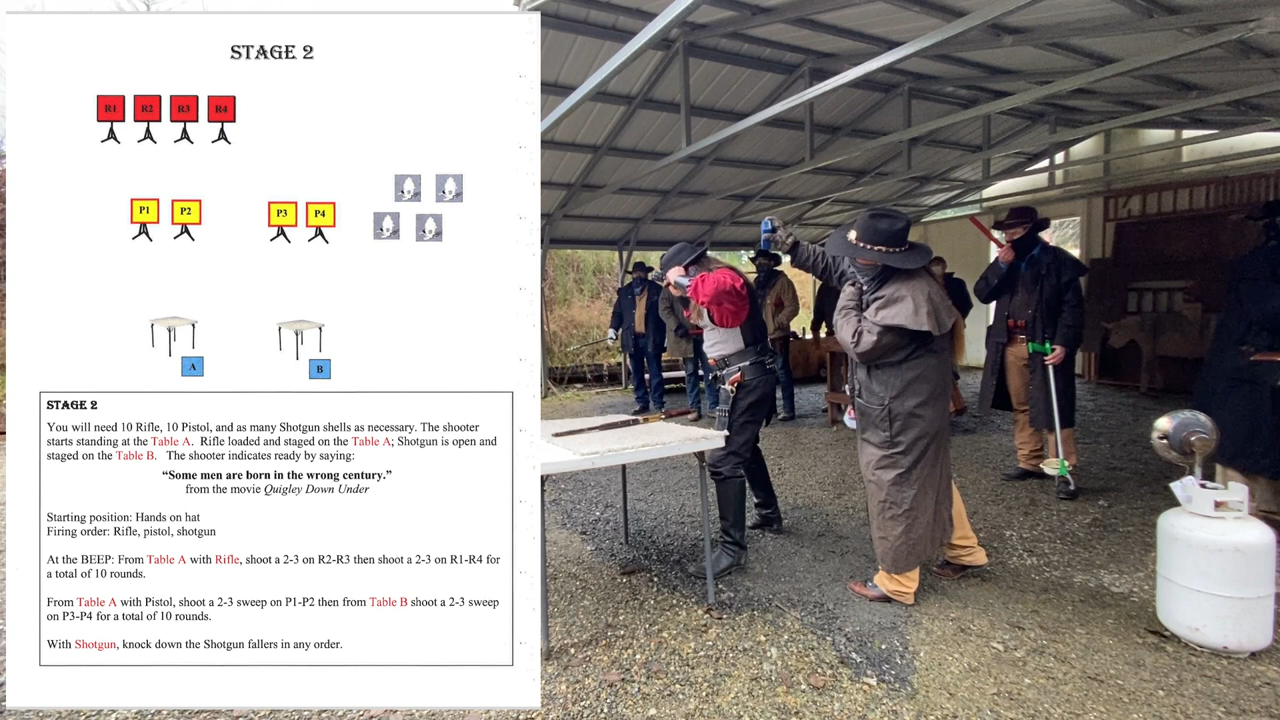 STAGE 2
R1 R2 R3 R4
P1 P2 P3 P4
A B
STAGE 2
You will need 10 Rifle, 10 Pistol, and as many Shotgun shells as necessary. The shooter
starts standing at the Table A. Rifle loaded and staged on the Table A; Shotgun is open and
staged on the Table B. The shooter indicates ready by saying:
“Some men are born in the wrong century.”
from the movie Quigley Down Under
Starting position: Hands on hat
Firing order: Rifle, pistol, shotgun
At the BEEP: From Table A with Rifle, shoot a 2-3 on R2-R3 then shoot a 2-3 on R1-R4 for
a total of 10 rounds.
From Table A with Pistol, shoot a 2-3 sweep on P1-P2 then from Table B shoot a 2-3 sweep
on P3-P4 for a total of 10 rounds.
With Shotgun, knock down the Shotgun fallers in any order.